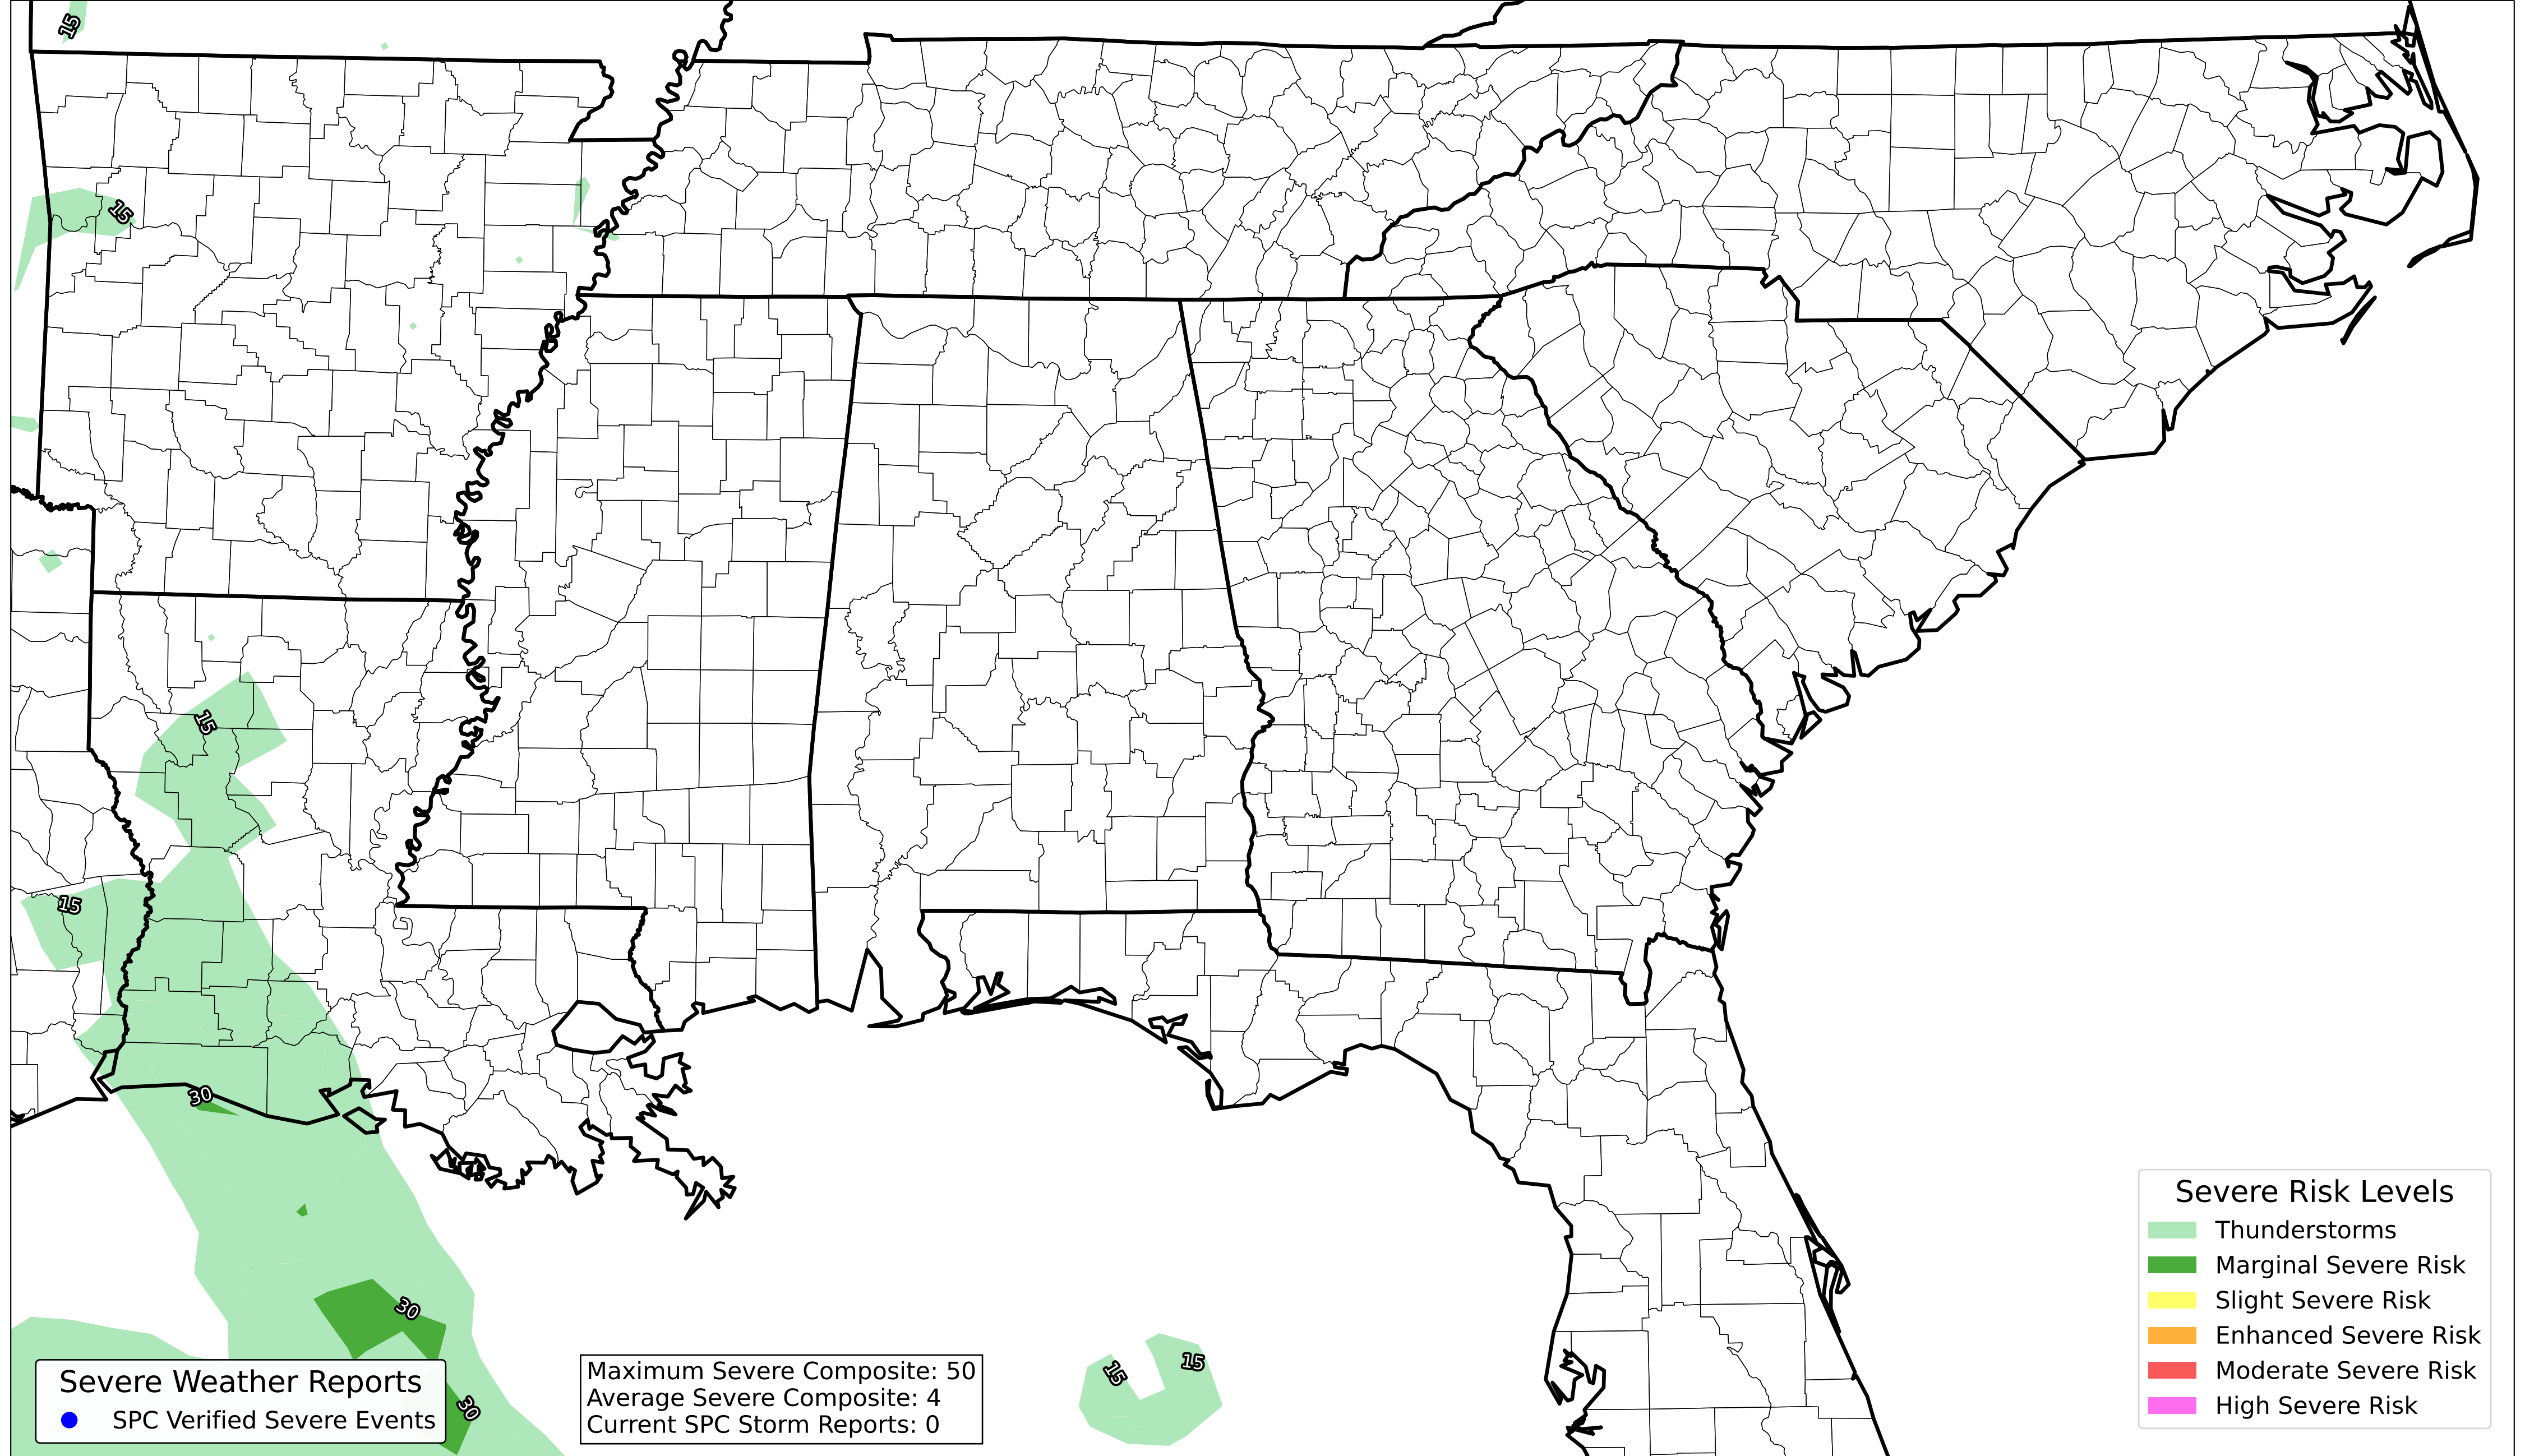 15
15
15
15
30
30
30
15
15
Severe Weather Reports
SPC Verified Severe Events
Maximum Severe Composite: 50
Average Severe Composite: 4
Current SPC Storm Reports: 0
Severe Risk Levels
Thunderstorms
Marginal Severe Risk
Slight Severe Risk
Enhanced Severe Risk
Moderate Severe Risk
High Severe Risk